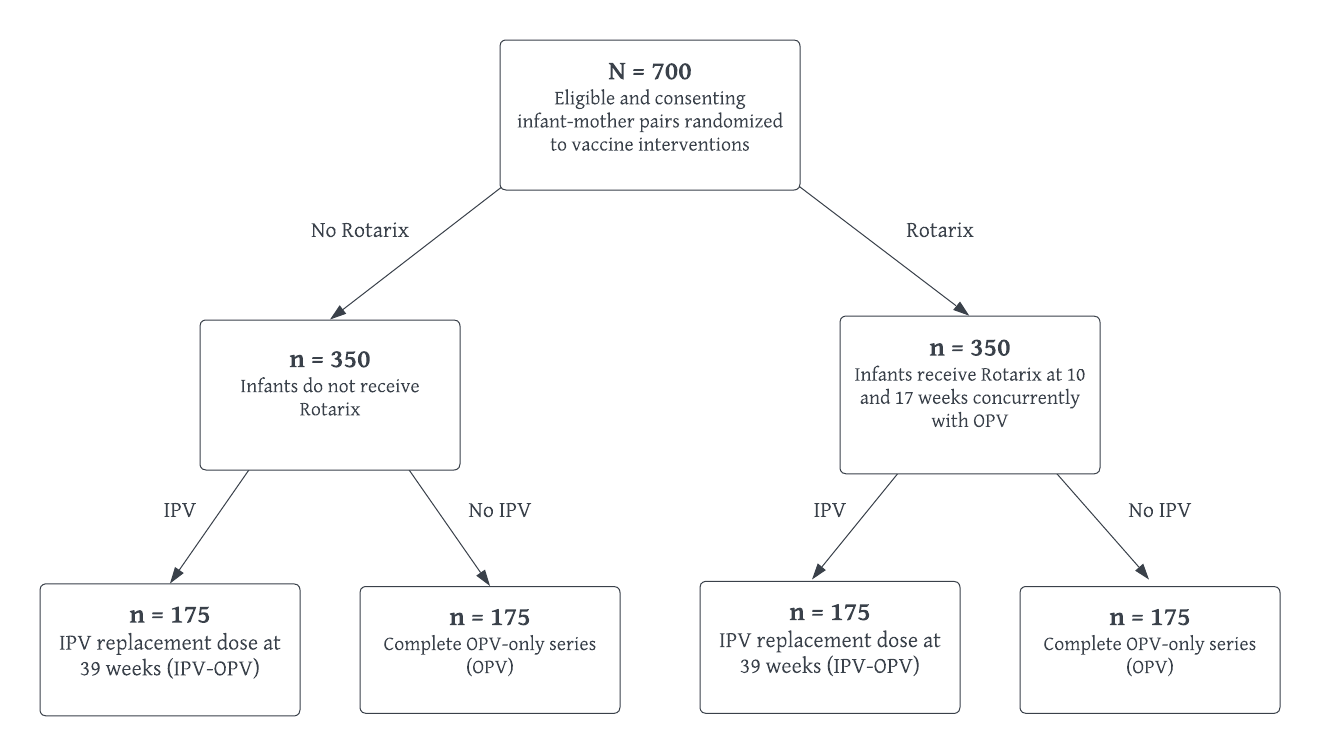 N = 700
Eligible and consenting
infant-mother pairs randomized
to vaccine interventions
No Rotarix
Rotarix
n = 350
Infants do not receive
Rotarix
n = 350
Infants receive Rotarix at 10
and 17 weeks concurrently
with OPV
IPV
No IPV
IPV
No IPV
n = 175
IPV replacement dose at
39 weeks (IPV-OPV)
n = 175
Complete OPV-only series
(OPV)
n = 175
IPV replacement dose at
39 weeks (IPV-OPV)
n = 175
Complete OPV-only series
(OPV)